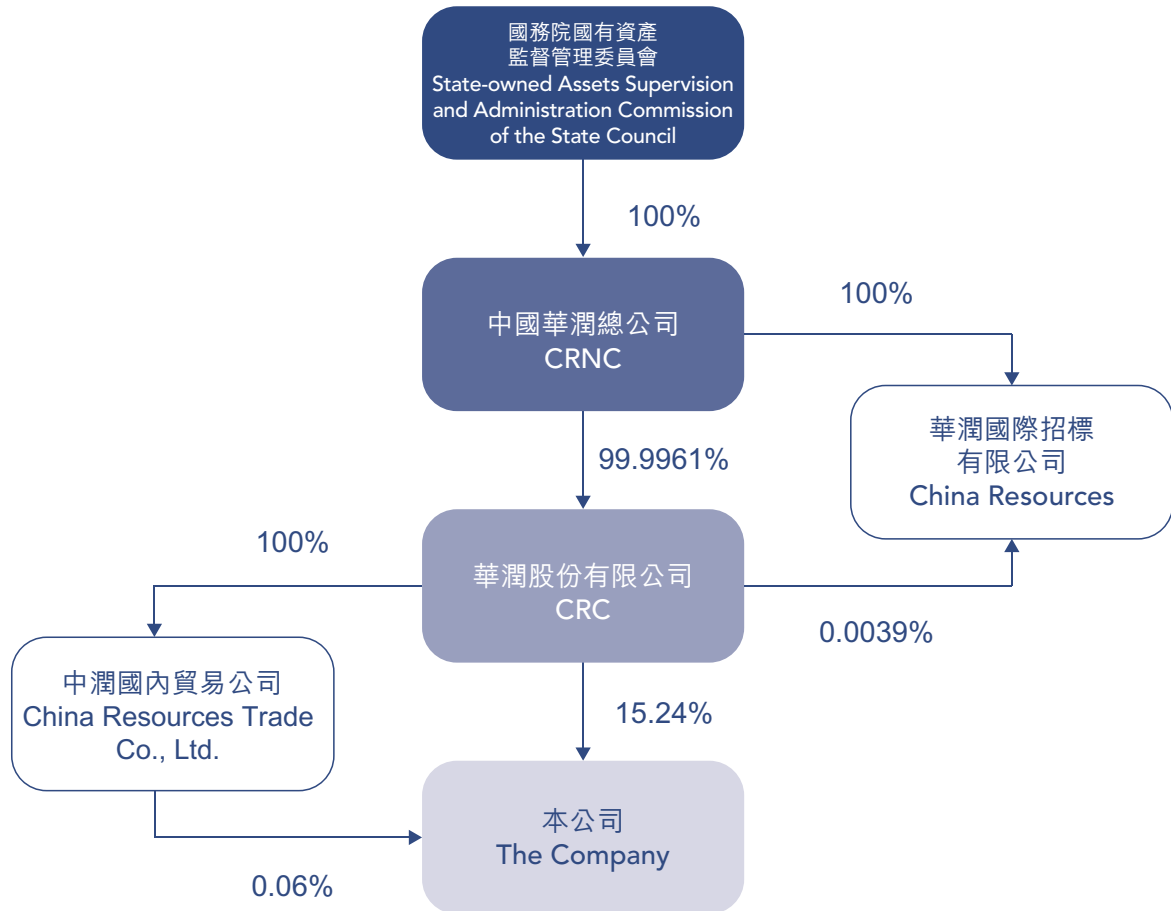 國務院國有資產
監督管理委員會
State-owned Assets Supervision
and Administration Commission
of the State Council
100%
中國華潤總公司
CRNC
100%
華潤國際招標
有限公司
China Resources
99.9961%
100%
華潤股份有限公司
CRC
0.0039%
中潤國內貿易公司
China Resources Trade
Co., Ltd.
15.24%
本公司
The Company
0.06%